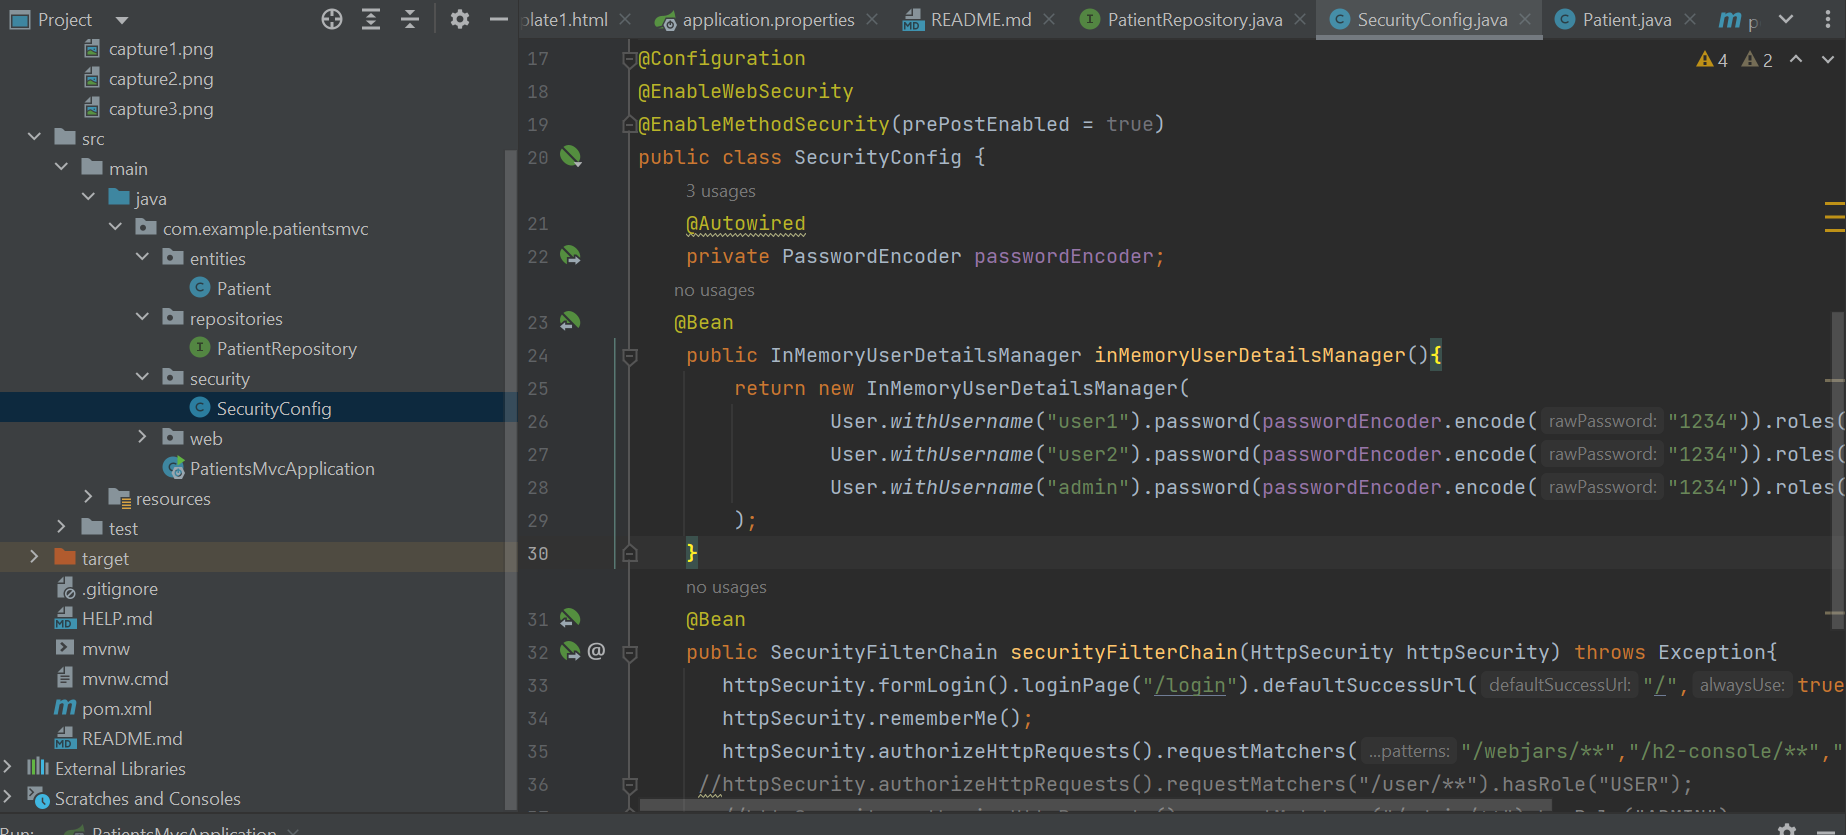 Project
capture1.png
capture2.png
capture3.png
src
main
java
com.example.patientsmvc
entities
Patient
repositories
PatientRepository
security
SecurityConfig
web
PatientsMvcApplication
resources
test
target
.gitignore
HELP.md
mvnw
mvnw.cmd
pom.xml
README.md
External Libraries
Scratches and Consoles
plate1.html application.properties README.md PatientRepository.java SecurityConfig.java Patient.java
4 2
17 @Configuration
18 @EnableWebSecurity
19 @EnableMethodSecurity(prePostEnabled = true)
20 public class SecurityConfig {
3 usages
21 @Autowired
22 private PasswordEncoder passwordEncoder;
no usages
23 @Bean
24 public InMemoryUserDetailsManager inMemoryUserDetailsManager(){
25 return new InMemoryUserDetailsManager(
26 User.withUsername("user1").password(passwordEncoder.encode( rawPassword: "1234")).roles(
27 User.withUsername("user2").password(passwordEncoder.encode( rawPassword: "1234")).roles(
28 User.withUsername("admin").password(passwordEncoder.encode( rawPassword: "1234")).roles(
29 );
30 }
no usages
31 @Bean
32 public SecurityFilterChain securityFilterChain(HttpSecurity httpSecurity) throws Exception{
33 httpSecurity.formLogin().loginPage("/login").defaultSuccessUrl( defaultSuccessUrl: "/", alwaysUse: true
34 httpSecurity.rememberMe();
35 httpSecurity.authorizeHttpRequests().requestMatchers( ...patterns: "/webjars/**","/h2-console/**","
36 //httpSecurity.authorizeHttpRequests().requestMatchers("/user/**").hasRole("USER");
Run: PatientsMvcApplication